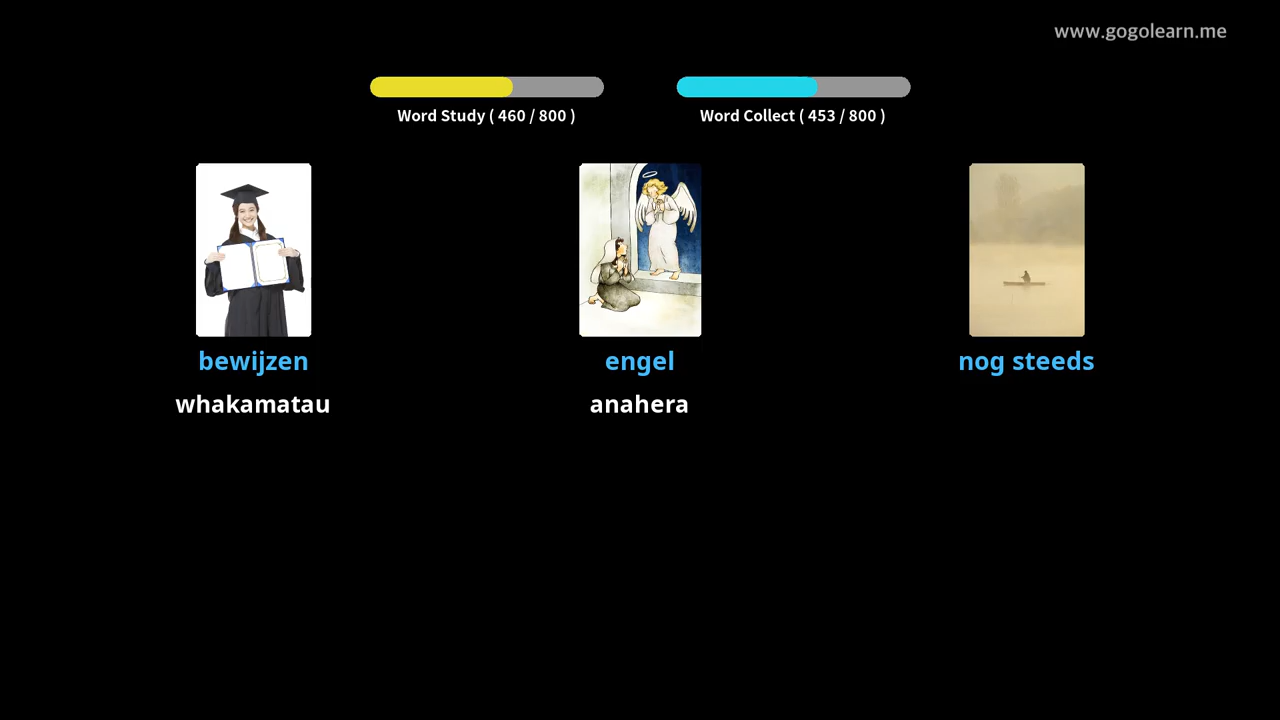 www.gogolearn.me
Word Study ( 460 / 800 )
Word Collect ( 453 / 800 )
bewijzen
whakamatau
engel
anahera
nog steeds